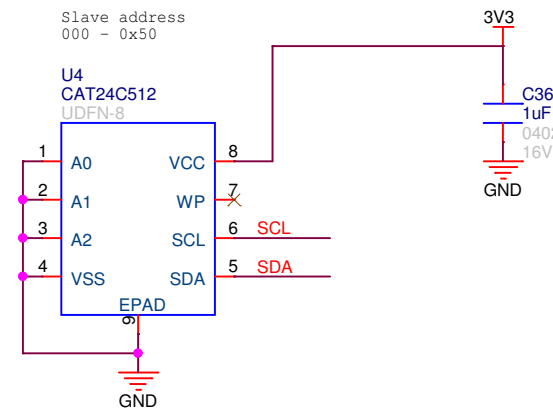 Slave address
000 - 0x50
U4
CAT24C512
UDFN-8
1 A0
2 A1
3 A2
4 VSS
VCC 8
WP 7
SCL 6 SCL
SDA 5 SDA
EPAD
9
GND
3V3
C36
1uF
0402
16V
GND